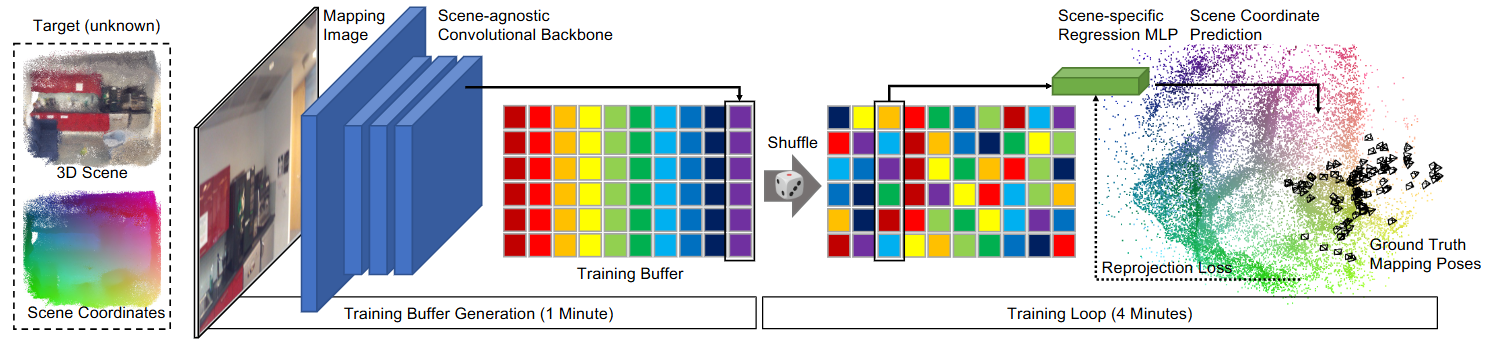 Target (unknown)
3D Scene
Scene Coordinates
Mapping
Image
Scene-agnostic
Convolutional Backbone
Training Buffer
Training Buffer Generation (1 Minute)
Shuffle
Scene-specific
Regression MLP
Scene Coordinate
Prediction
Reprojection Loss
Ground Truth
Mapping Poses
Training Loop (4 Minutes)